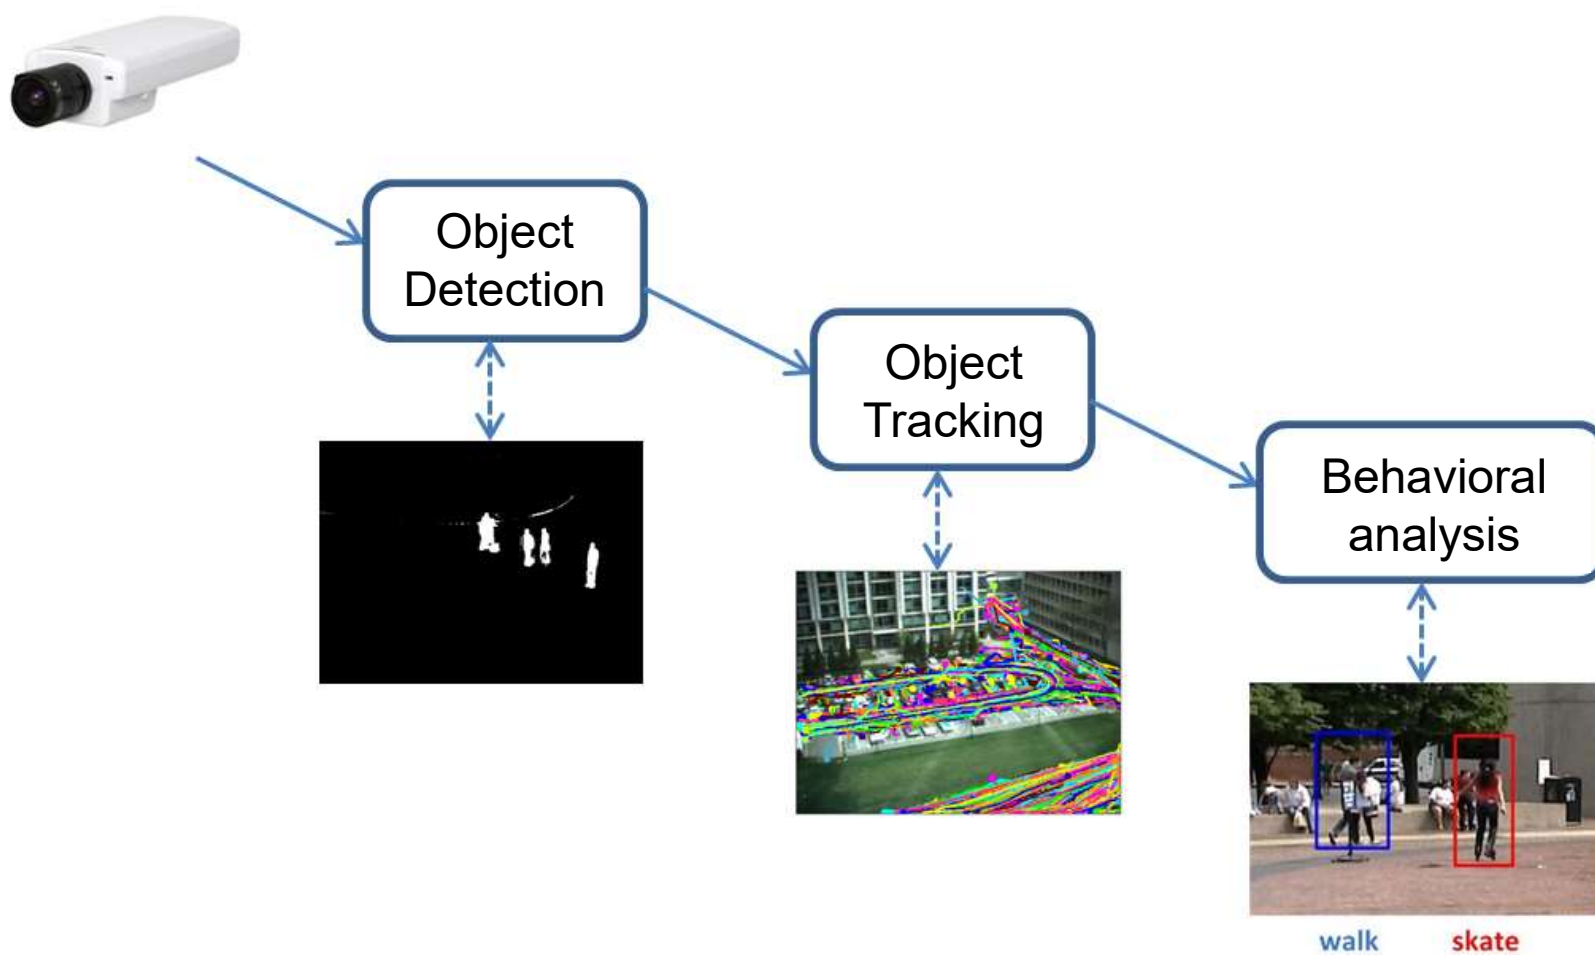 Object
Detection
Object
Tracking
Behavioral
analysis
walk
skate